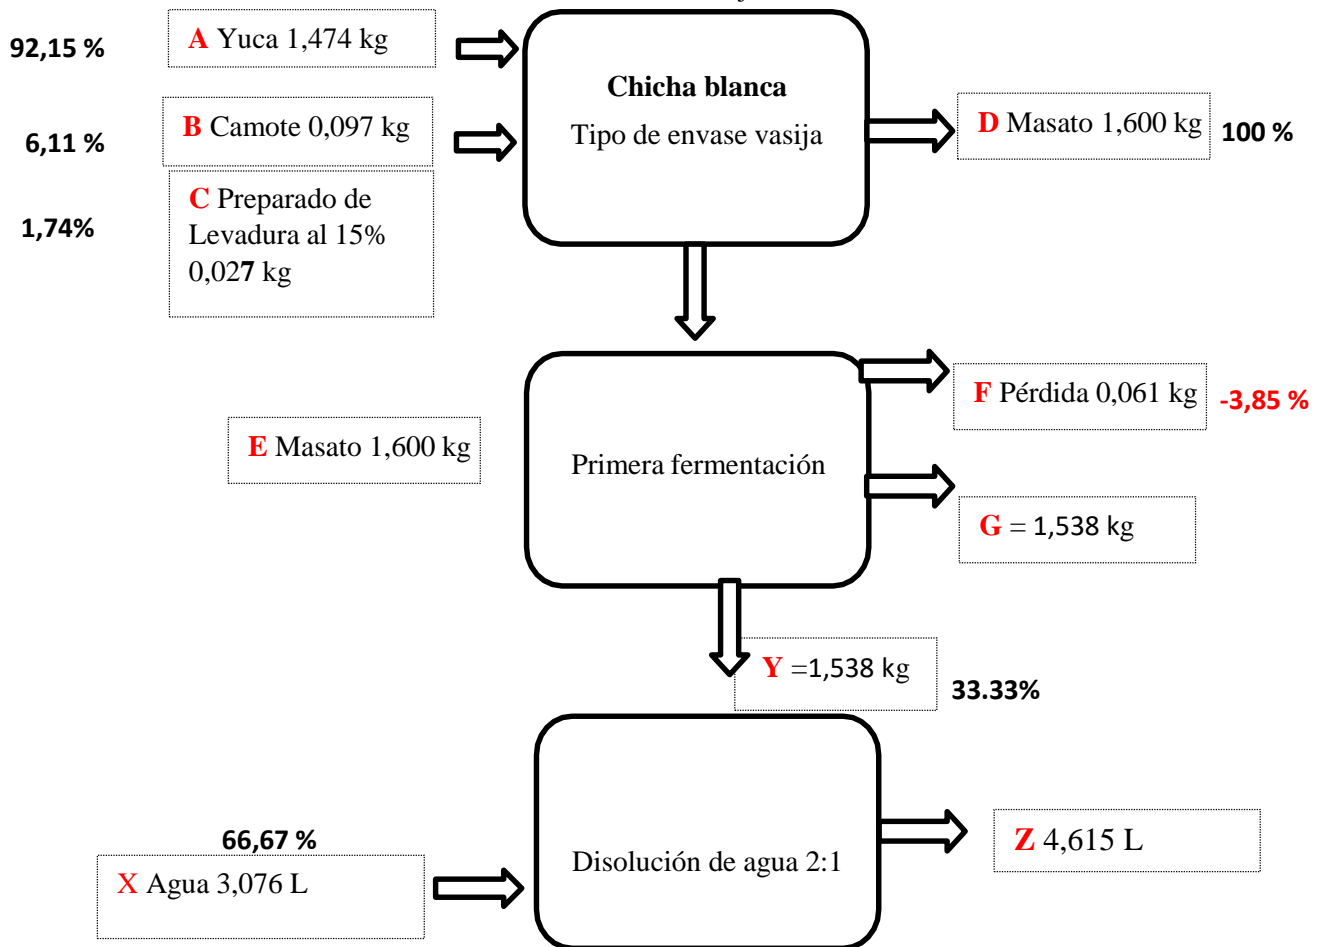 92,15 %
A Yuca 1,474 kg
Chicha blanca
Tipo de envase vasija
6,11 %
B Camote 0,097 kg
D Masato 1,600 kg
100 %
1,74%
C Preparado de
Levadura al 15%
0,027 kg
F Pérdida 0,061 kg
-3,85 %
E Masato 1,600 kg
Primera fermentación
G = 1,538 kg
Y =1,538 kg
33.33%
66,67 %
X Agua 3,076 L
Disolución de agua 2:1
Z 4,615 L